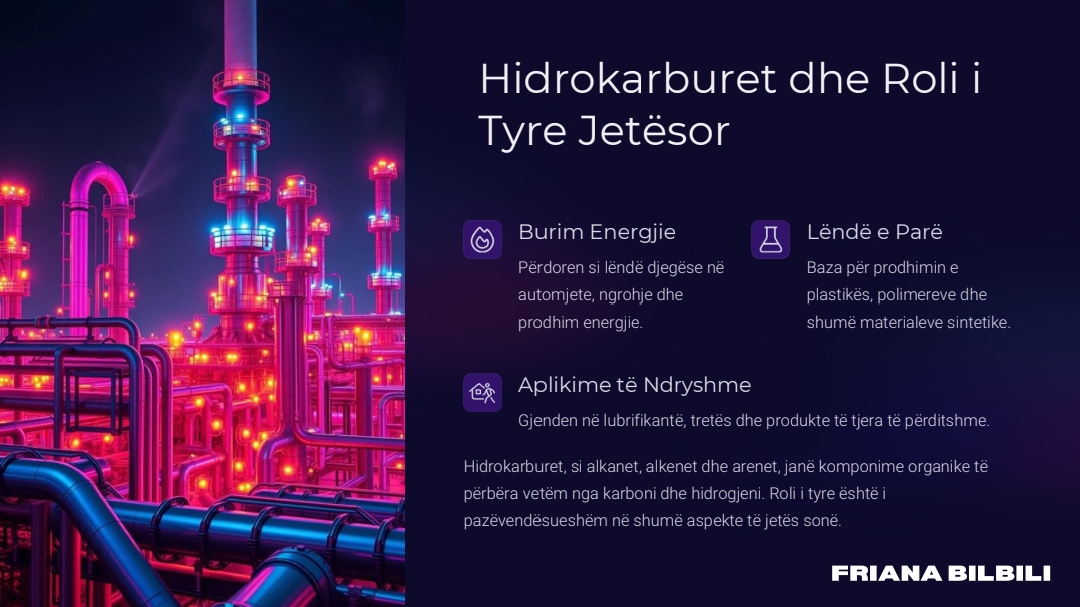 Hidrokarburet dhe Roli i
Tyre Jetësor
Burim Energjie
Përdoren si lëndë djegëse në
automjete, ngrohje dhe
prodhim energjie.
Lëndë e Parë
Baza për prodhimin e
plastikës, polimereve dhe
shumë materialeve sintetike.
Aplikime të Ndryshme
Gjenden në lubrifikantë, tretës dhe produkte të tjera të përditshme.
Hidrokarburet, si alkanet, alkenet dhe arenet, janë komponime organike të
përbëra vetëm nga karboni dhe hidrogjeni. Roli i tyre është i
pazëvendësueshëm në shumë aspekte të jetës sonë.
FRIANA BILBILI